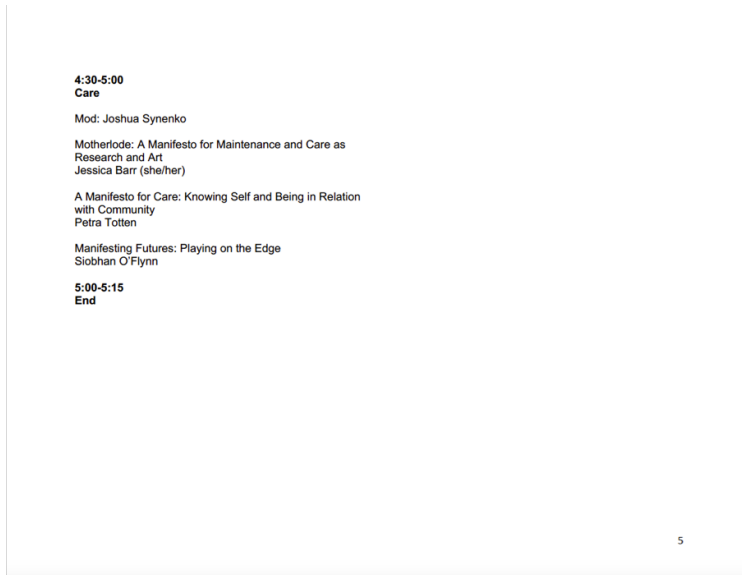 4:30-5:00
Care
Mod: Joshua Synenko
Motherlode: A Manifesto for Maintenance and Care as
Research and Art
Jessica Barr (she/her)
A Manifesto for Care: Knowing Self and Being in Relation
with Community
Petra Totten
Manifesting Futures: Playing on the Edge
Siobhan O'Flynn
5:00-5:15
End
5